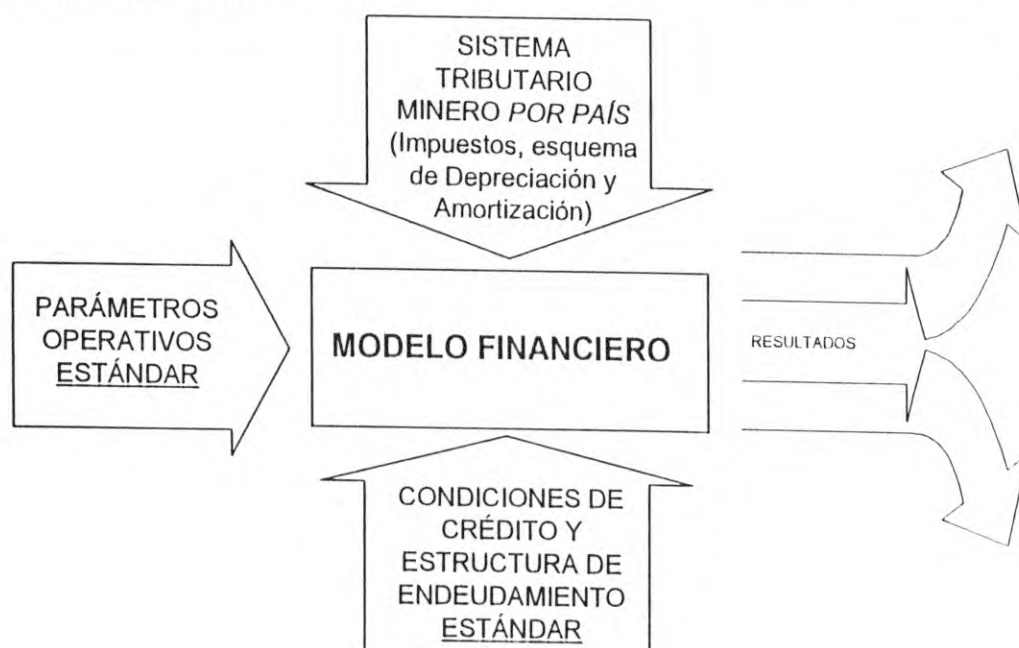 SISTEMA
TRIBUTARIO
MINERO POR PAÍS
(Impuestos, esquema
de Depreciación y
Amortización)
PARÁMETROS
OPERATIVOS
ESTÁNDAR
MODELO FINANCIERO
RESULTADOS
CONDICIONES DE
CRÉDITO Y
ESTRUCTURA DE
ENDEUDAMIENTO
ESTÁNDAR